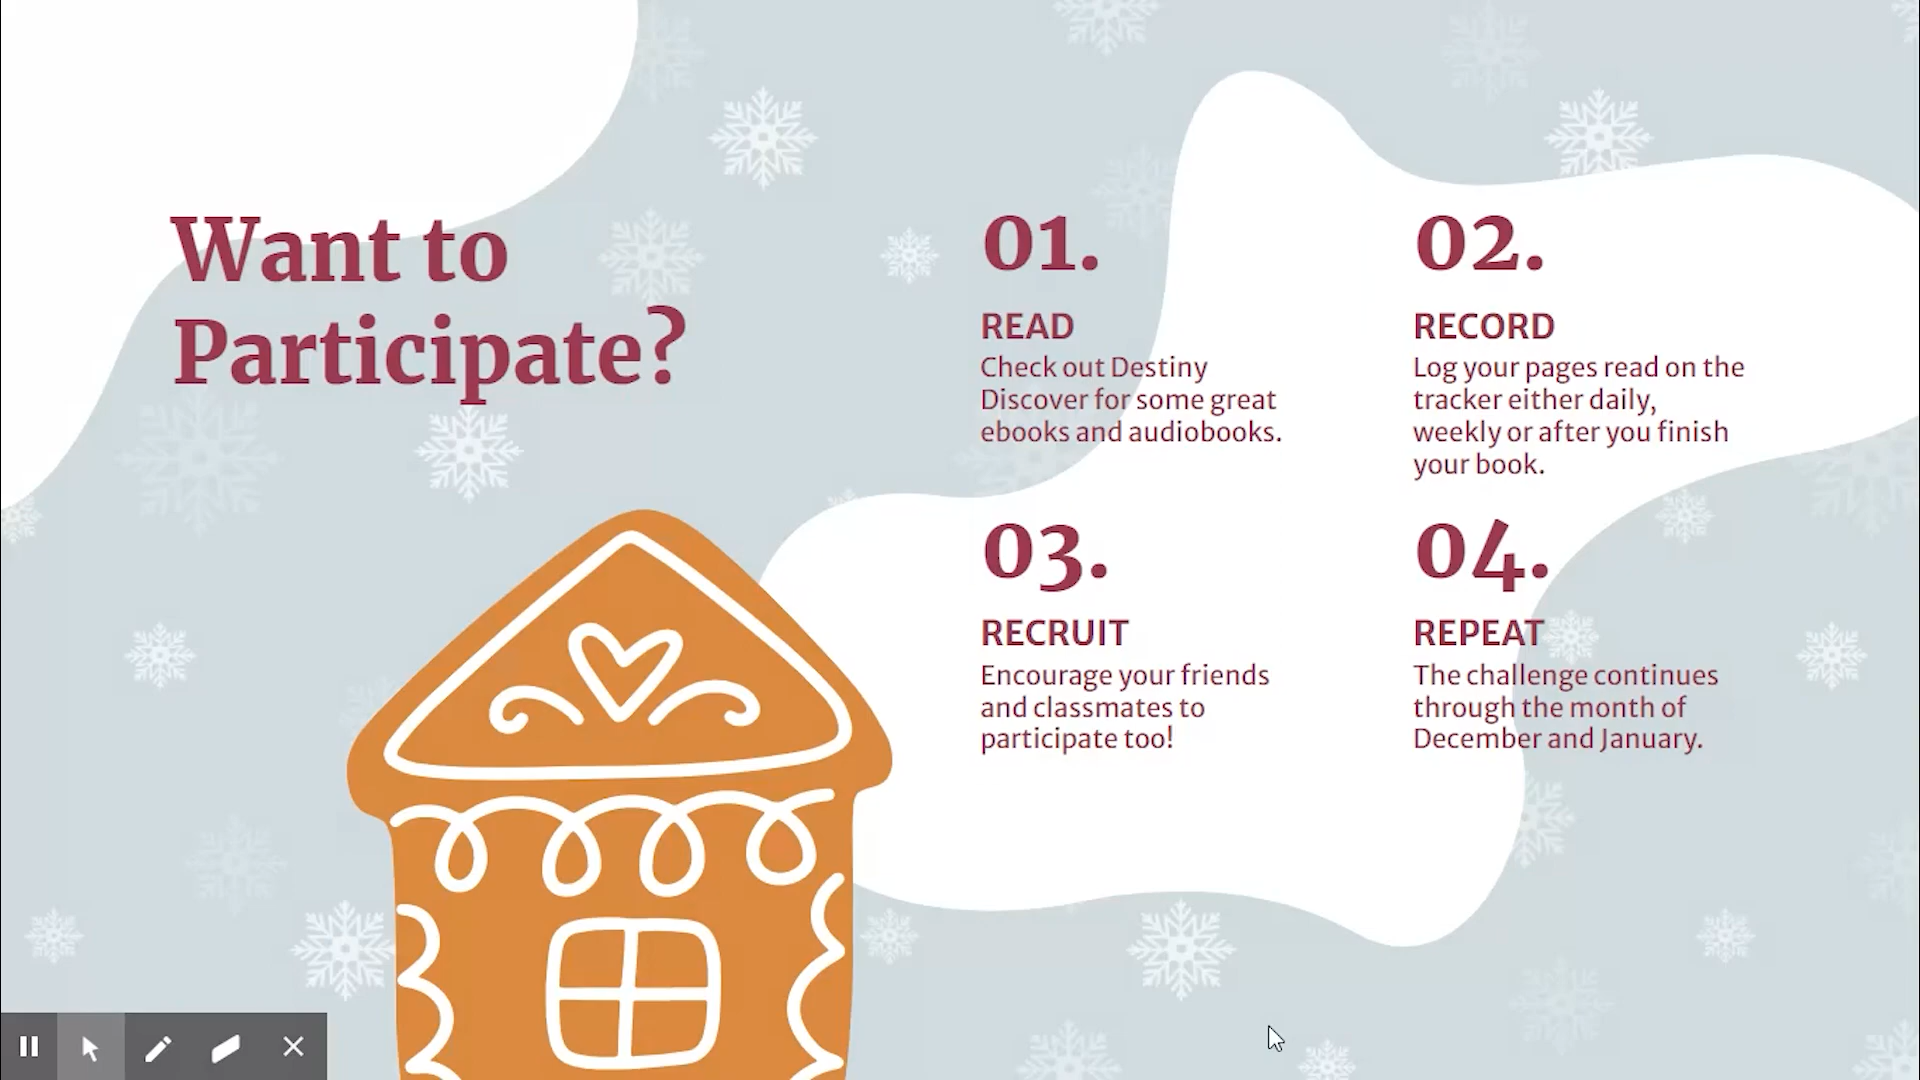 Want to
Participate?
01.
READ
Check out Destiny
Discover for some great
ebooks and audiobooks.
02.
RECORD
Log your pages read on the
tracker either daily,
weekly or after you finish
your book.
03.
RECRUIT
Encourage your friends
and classmates to
participate too!
04.
REPEAT
The challenge continues
through the month of
December and January.